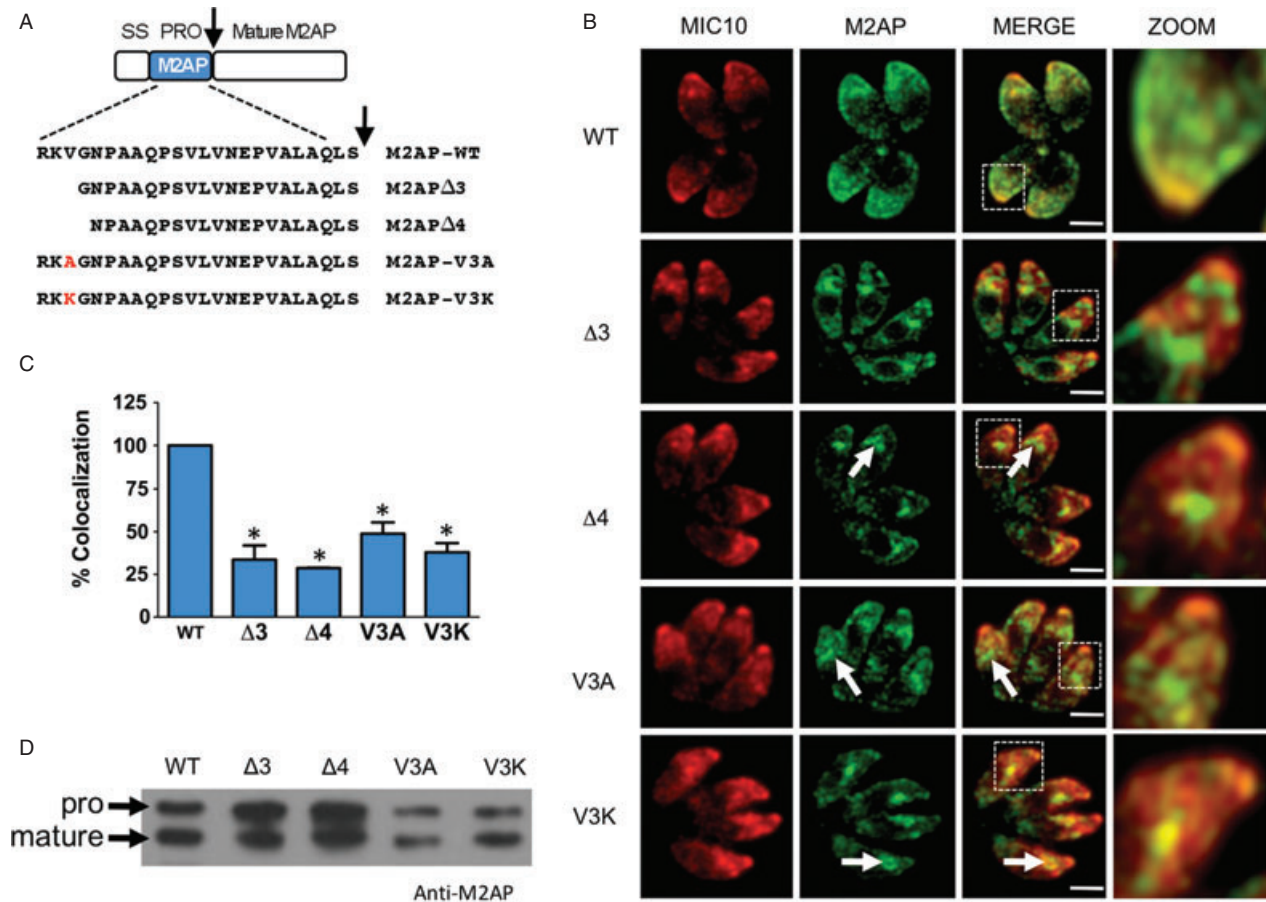 A
SS PRO Mature M2AP
M2AP
RKVGNPAAQPSVLVNEPVALAQLS M2AP-WT
GNPAAQPSVLVNEPVALAQLS M2APΔ3
NPAAQPSVLVNEPVALAQLS M2APΔ4
RKAGNPAAQPSVLVNEPVALAQLS M2AP-V3A
RKKGNPAAQPSVLVNEPVALAQLS M2AP-V3K
B
MIC10 M2AP MERGE ZOOM
WT
Δ3
Δ4
V3A
V3K
C
% Colocalization
125
100
75
50
25
0
* * * *
WT Δ3 Δ4 V3A V3K
D
WT Δ3 Δ4 V3A V3K
pro
mature
Anti-M2AP